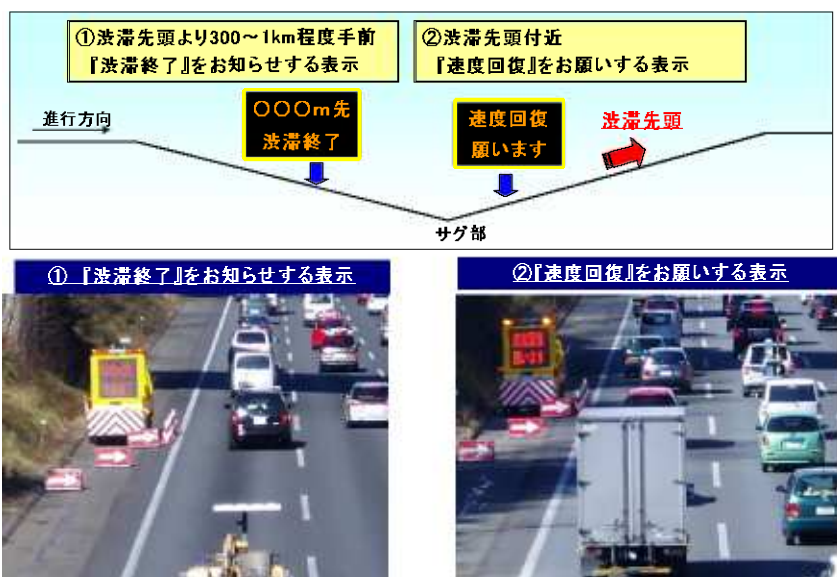 ①渋滞先頭より300～1km程度手前
『渋滞終了』をお知らせする表示
②渋滞先頭付近
『速度回復』をお願いする表示
進行方向
〇〇〇m先
渋滞終了
速度回復
願います
渋滞先頭
サグ部
①『渋滞終了』をお知らせする表示
②『速度回復』をお願いする表示